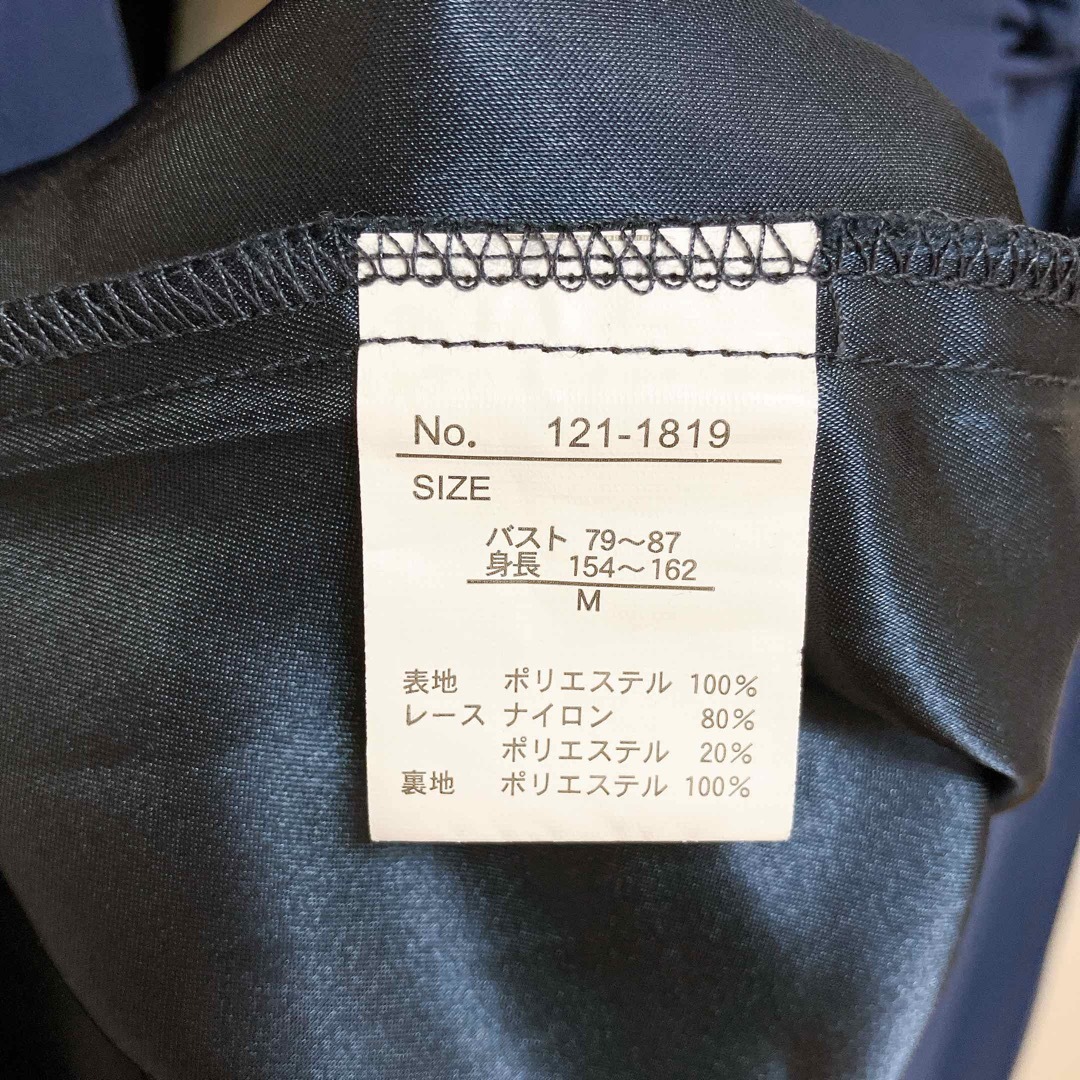 No. 121-1819
SIZE
バスト 79～87
身長 154～162
M
表地 ポリエステル 100%
レース ナイロン 80%
ポリエステル 20%
裏地 ポリエステル 100%